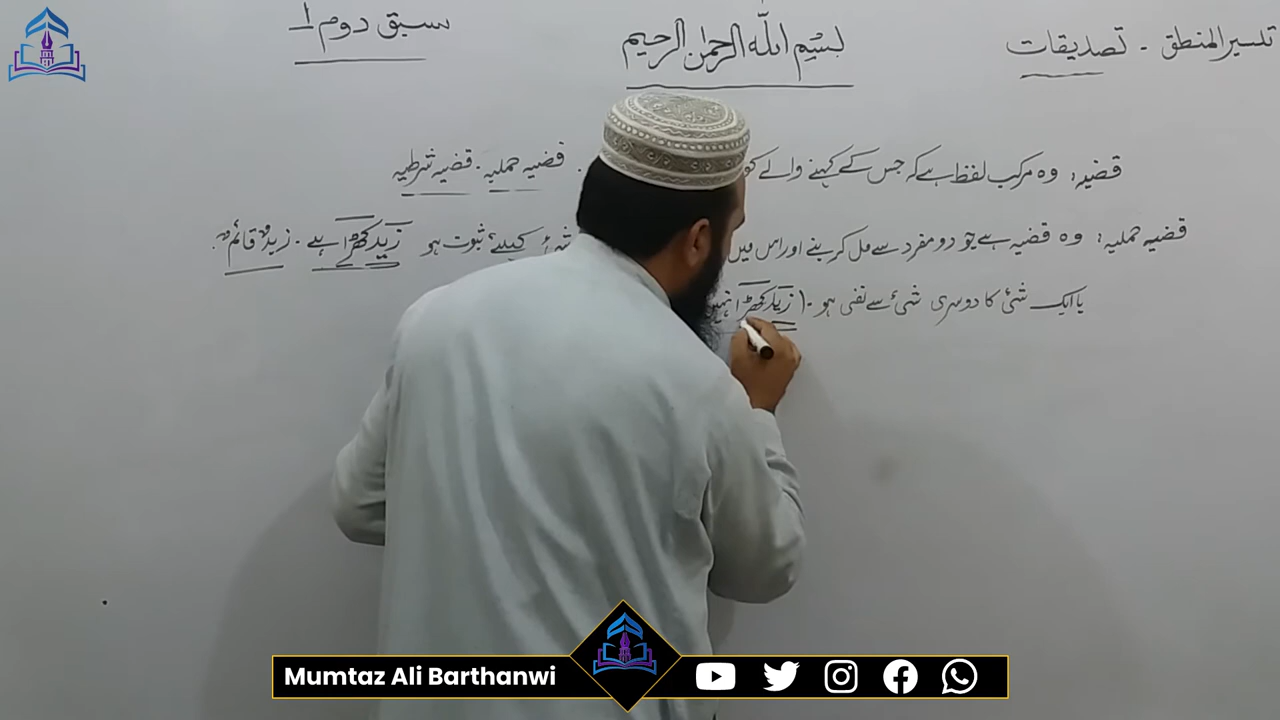 تیسیر المنطق - تصدیقات
بسم اللہ الرحمن الرحیم
سبق دوم 1
قضیہ: وہ مرکب لفظ ہے کہ جس کے کہنے والے کو . قضیہ حملیہ . قضیہ شرطیہ
قضیہ حملیہ: وہ قضیہ ہے جو دو مفرد سے مل کر بنے اور اس میں شئ کیلئے ثبوت ہو زید کھڑا ہے . زیدٌ قائمٌ .
یا ایک شئ کا دوسری شئ سے نفی ہو . ( زید کھڑا نہیں
Mumtaz Ali Barthanwi